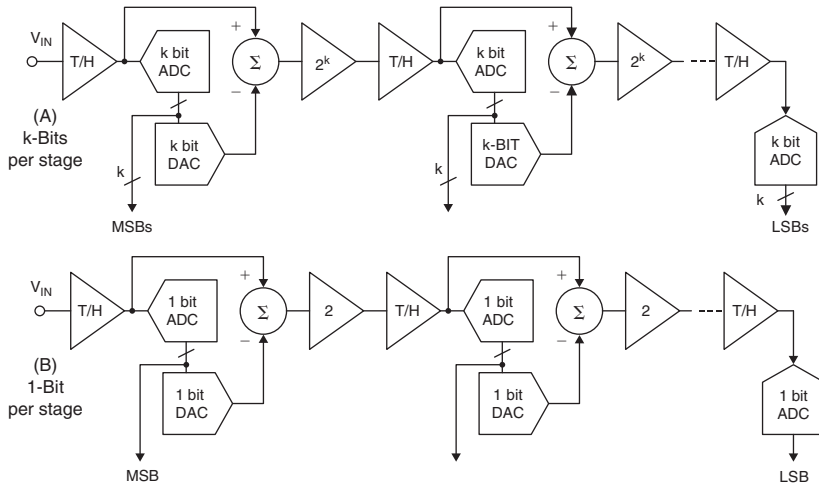 V_IN
T/H
k bit
ADC
+
Σ
−
2^k
T/H
k bit
ADC
+
Σ
−
2^k
T/H
(A)
k-Bits
per stage
k
k bit
DAC
k
k-BIT
DAC
k bit
ADC
k
MSBs
LSBs
V_IN
T/H
1 bit
ADC
+
Σ
−
2
T/H
1 bit
ADC
+
Σ
−
2
T/H
(B)
1-Bit
per stage
1 bit
DAC
1 bit
DAC
1 bit
ADC
MSB
LSB